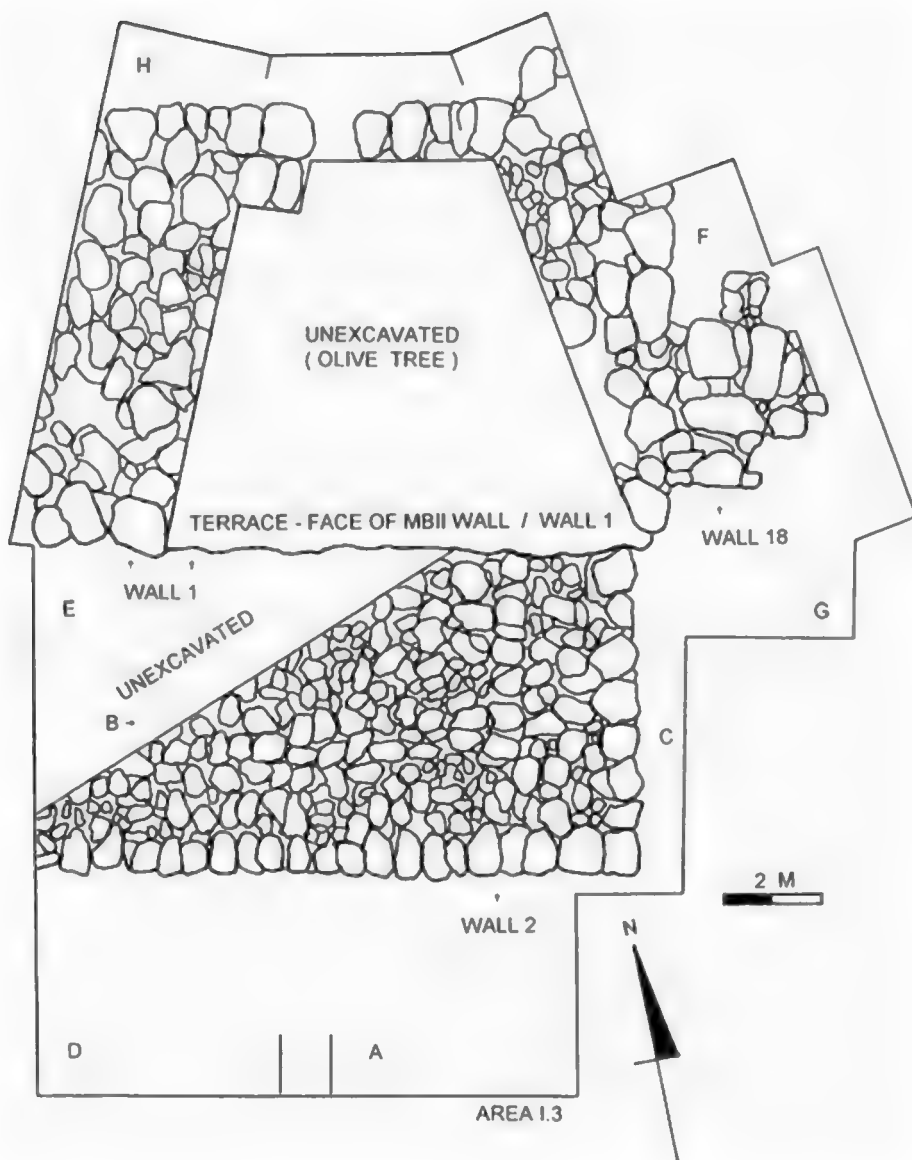 H
F
UNEXCAVATED
( OLIVE TREE )
TERRACE - FACE OF MBII WALL / WALL 1
WALL 18
WALL 1
E
G
UNEXCAVATED
B
C
2 M
WALL 2
N
D
A
AREA I.3